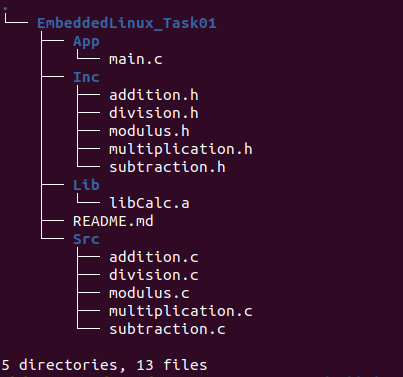 .
└── EmbeddedLinux_Task01
    ├── App
    │   └── main.c
    ├── Inc
    │   ├── addition.h
    │   ├── division.h
    │   ├── modulus.h
    │   ├── multiplication.h
    │   └── subtraction.h
    ├── Lib
    │   └── libCalc.a
    ├── README.md
    └── Src
        ├── addition.c
        ├── division.c
        ├── modulus.c
        ├── multiplication.c
        └── subtraction.c
5 directories, 13 files